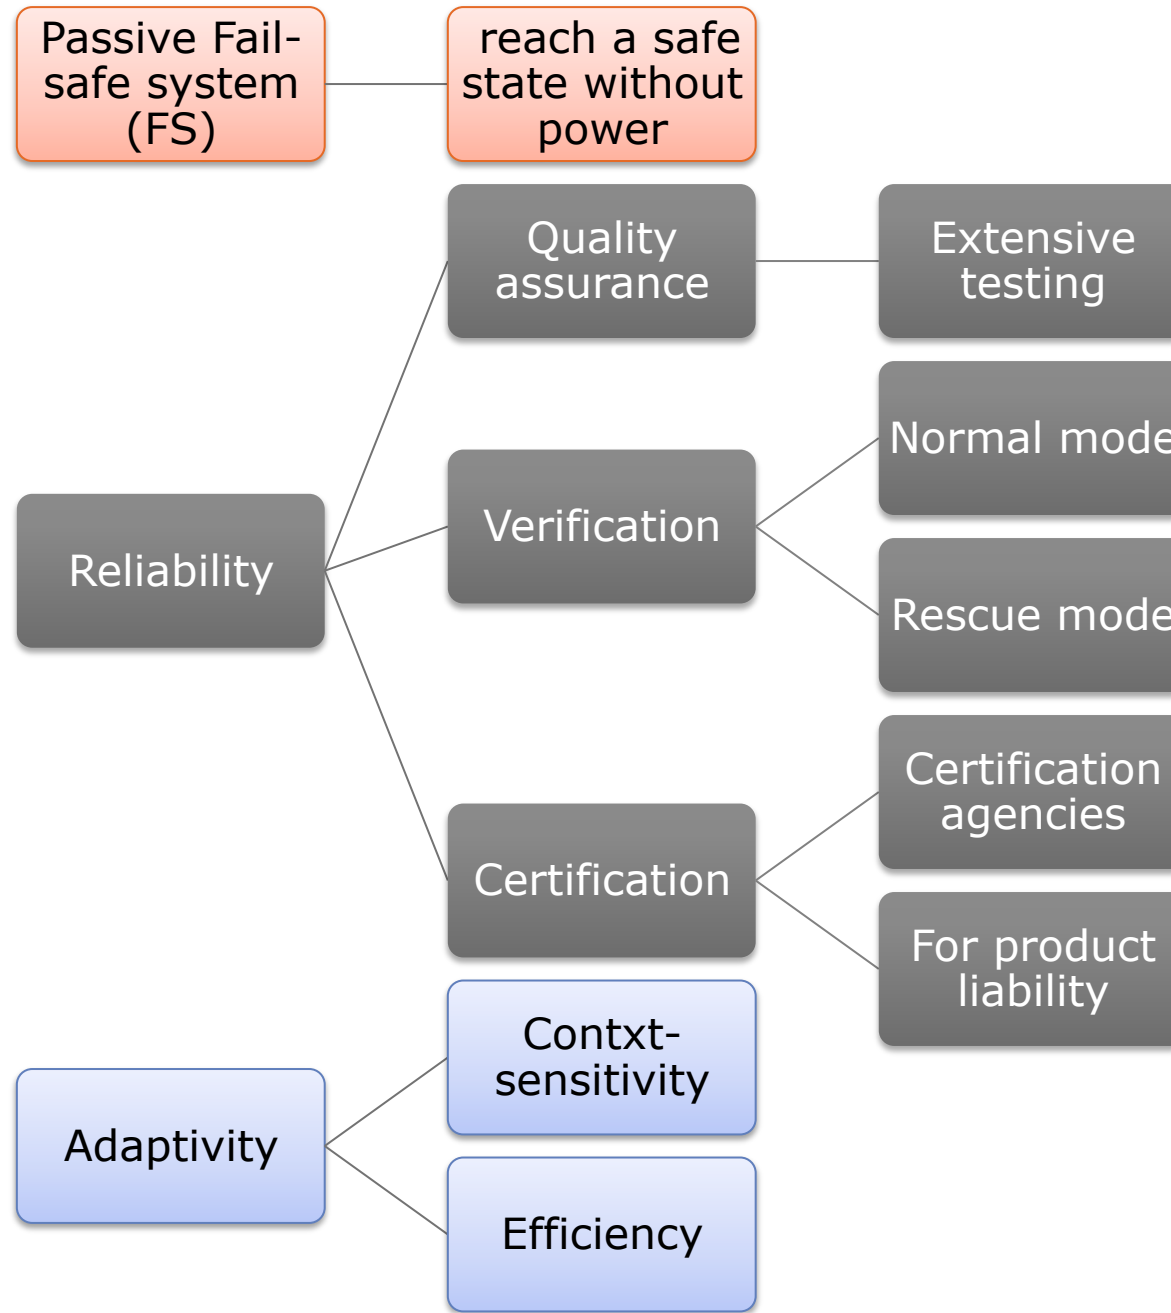 Passive Fail-
safe system
(FS)
reach a safe
state without
power
Reliability
Quality
assurance
Extensive
testing
Verification
Normal mode
Rescue mode
Certification
Certification
agencies
For product
liability
Adaptivity
Contxt-
sensitivity
Efficiency